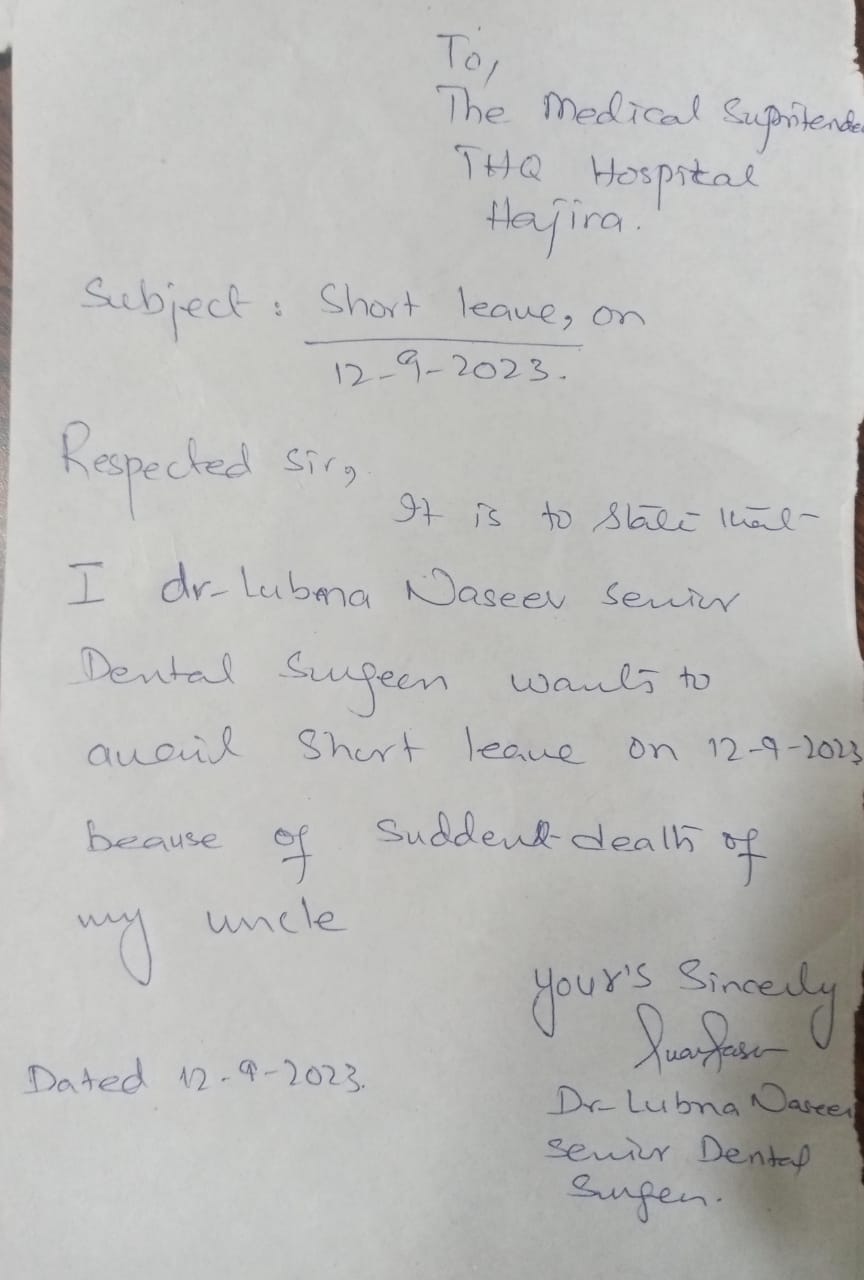 To,
The Medical Supritende
THQ Hospital
Hajira.
Subject : Short leave, on
12-9-2023.
Respected Sir,
It is to state that
I dr- Lubna Naseer senior
Dental Surgeen wants to
avail Short leave on 12-9-2023
beause of Sudden death of
my uncle
your's Sincerly
Dated 12-9-2023.
Dr- Lubna Naseer
Senior Dental
Surgen.